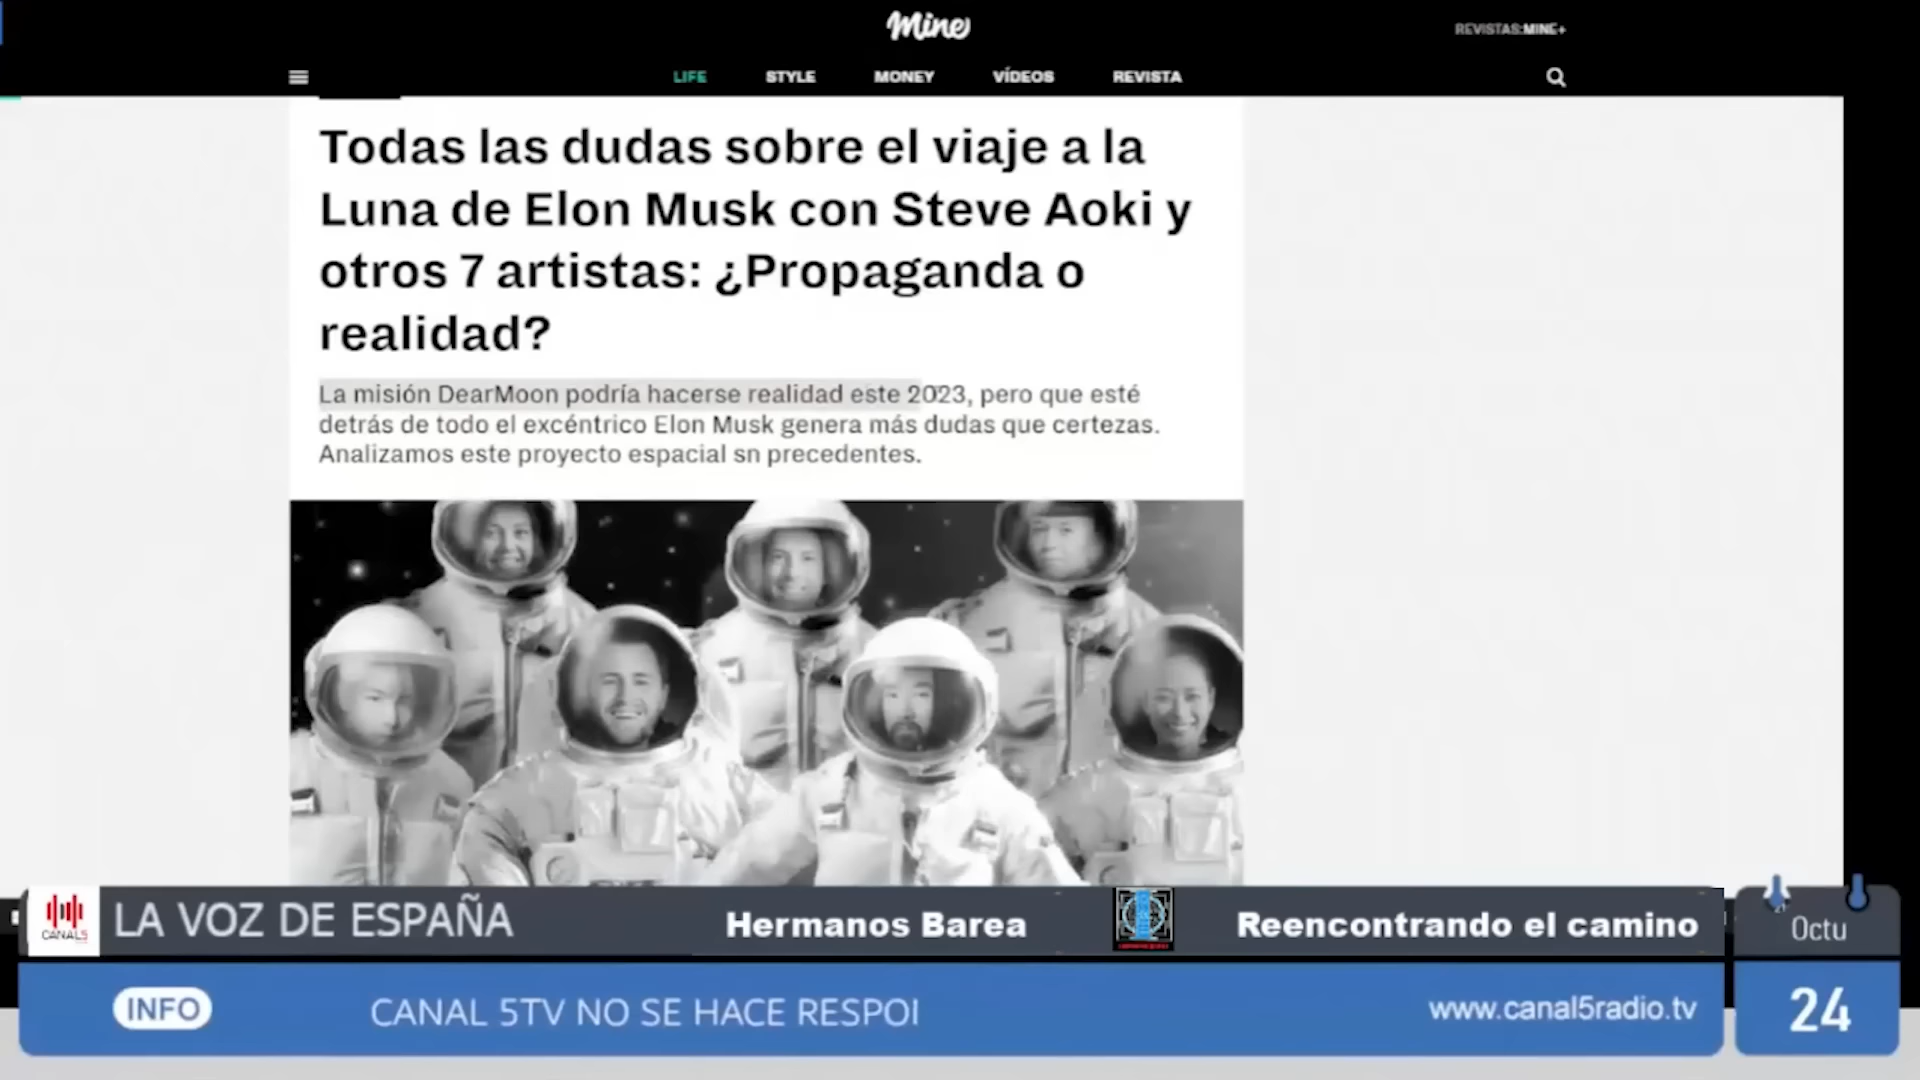 Mine
REVISTAS:MINE+
LIFE STYLE MONEY VÍDEOS REVISTA
Todas las dudas sobre el viaje a la
Luna de Elon Musk con Steve Aoki y
otros 7 artistas: ¿Propaganda o
realidad?
La misión DearMoon podría hacerse realidad este 2023, pero que esté
detrás de todo el excéntrico Elon Musk genera más dudas que certezas.
Analizamos este proyecto espacial sn precedentes.
CANAL5
LA VOZ DE ESPAÑA
Hermanos Barea
Reencontrando el camino
Octu
24
INFO
CANAL 5TV NO SE HACE RESPOI
www.canal5radio.tv